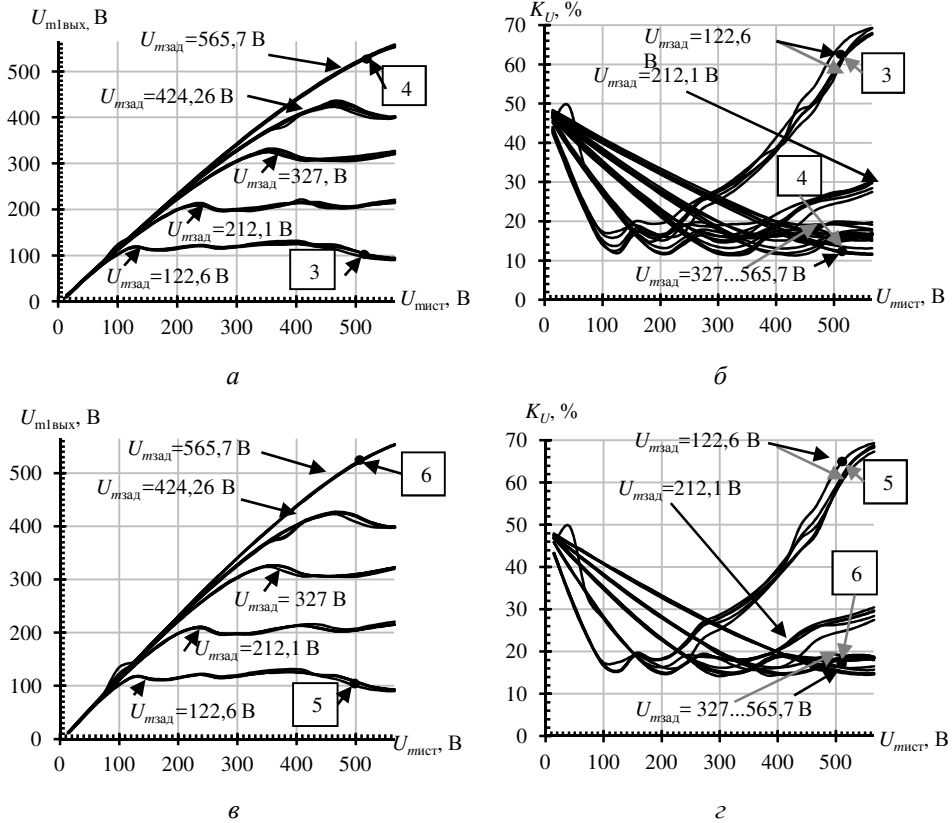 U_m1вых, В
500
400
300
200
100
0
0 100 200 300 400 500
U_mист, В
U_mзад=565,7 В
U_mзад=424,26 В
U_mзад=327, В
U_mзад=212,1 В
U_mзад=122,6 В
4
3
а
K_U, %
70
60
50
40
30
20
10
0
0 100 200 300 400 500
U_mист, В
U_mзад=122,6
В
U_mзад=212,1 В
U_mзад=327...565,7 В
3
4
б
U_m1вых, В
500
400
300
200
100
0
0 100 200 300 400 500
U_mист, В
U_mзад=565,7 В
U_mзад=424,26 В
U_mзад= 327 В
U_mзад=212,1 В
U_mзад=122,6 В
6
5
в
K_U, %
70
60
50
40
30
20
10
0
0 100 200 300 400 500
U_mист, В
U_mзад=122,6 В
U_mзад=212,1 В
U_mзад= 327...565,7 В
5
6
г